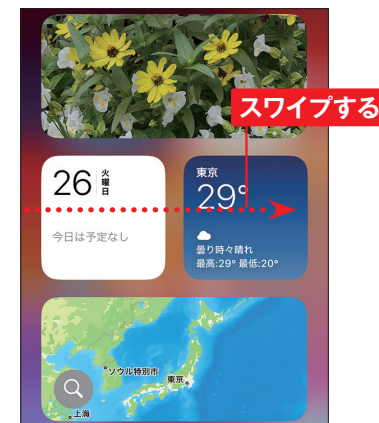 スワイプする
26 火曜日
今日は予定なし
東京
29°
曇り時々晴れ
最高:29° 最低:20°
ソウル特別市
東京
上海